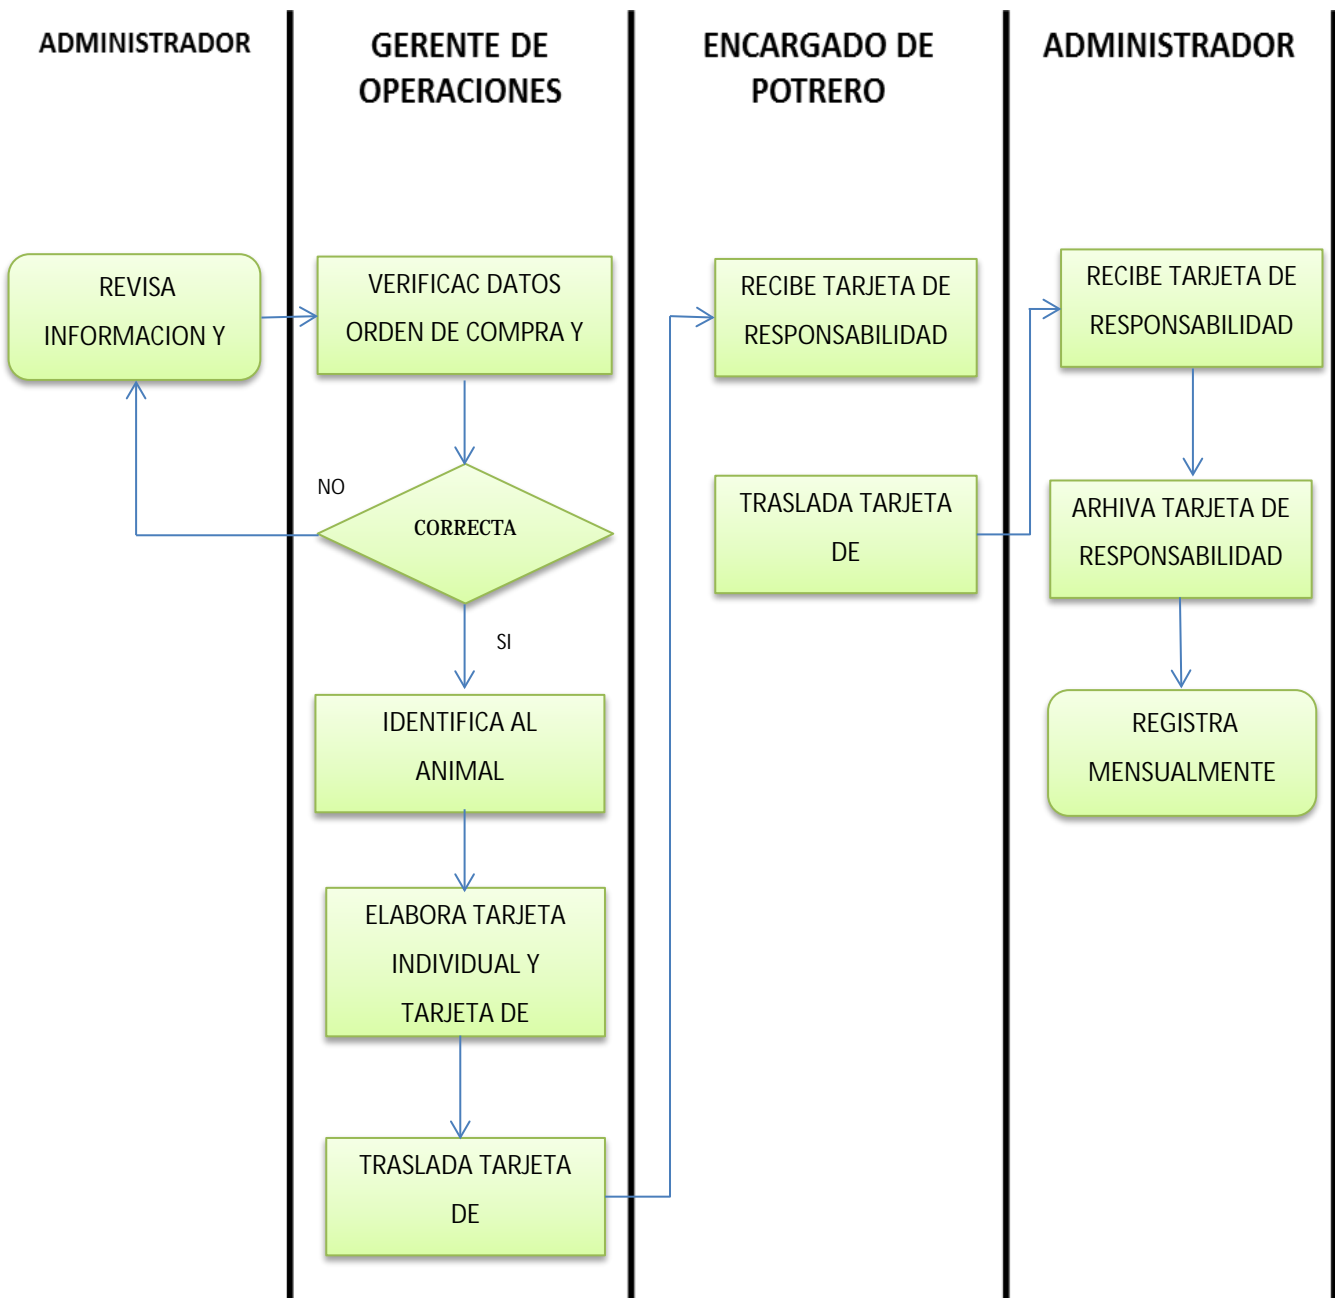 ADMINISTRADOR
GERENTE DE
OPERACIONES
ENCARGADO DE
POTRERO
ADMINISTRADOR
REVISA
INFORMACION Y
VERIFICAC DATOS
ORDEN DE COMPRA Y
NO
CORRECTA
SI
IDENTIFICA AL
ANIMAL
ELABORA TARJETA
INDIVIDUAL Y
TARJETA DE
TRASLADA TARJETA
DE
RECIBE TARJETA DE
RESPONSABILIDAD
TRASLADA TARJETA
DE
RECIBE TARJETA DE
RESPONSABILIDAD
ARHIVA TARJETA DE
RESPONSABILIDAD
REGISTRA
MENSUALMENTE